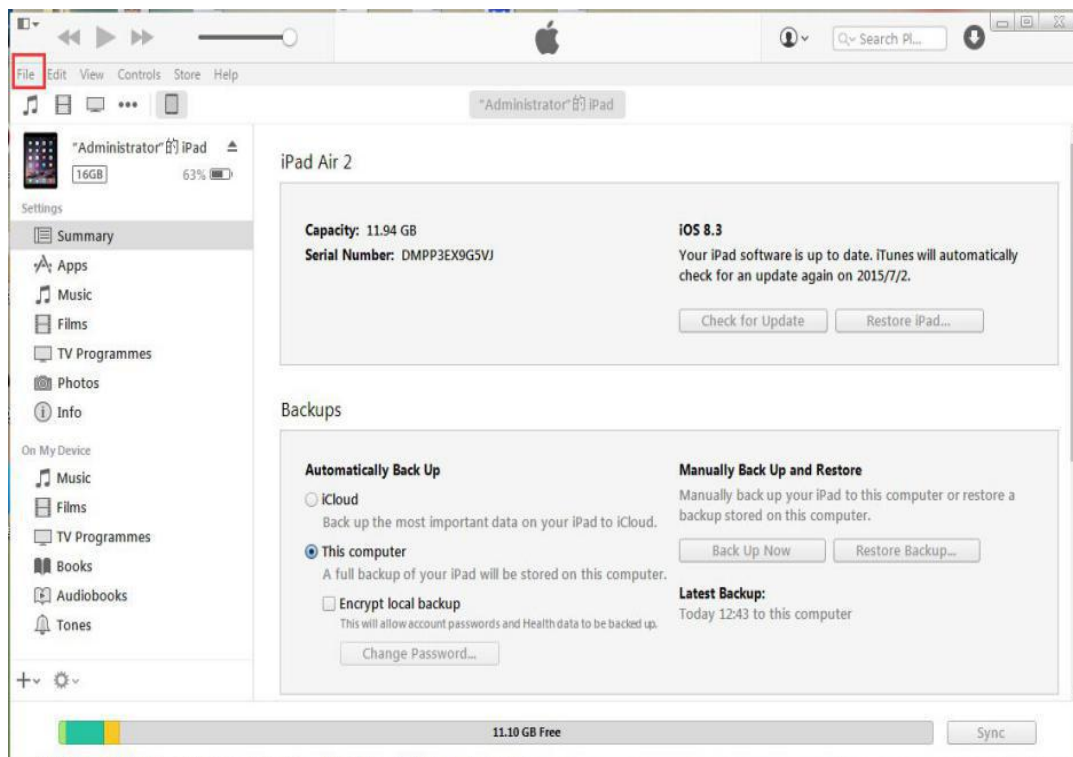 Search Pl...
File Edit View Controls Store Help
"Administrator"的 iPad
"Administrator"的 iPad
16GB 63%
Settings
Summary
Apps
Music
Films
TV Programmes
Photos
Info
On My Device
Music
Films
TV Programmes
Books
Audiobooks
Tones
iPad Air 2
Capacity: 11.94 GB
Serial Number: DMPP3EX9G5VJ
iOS 8.3
Your iPad software is up to date. iTunes will automatically
check for an update again on 2015/7/2.
Check for Update Restore iPad...
Backups
Automatically Back Up
iCloud
Back up the most important data on your iPad to iCloud.
This computer
A full backup of your iPad will be stored on this computer.
Encrypt local backup
This will allow account passwords and Health data to be backed up.
Change Password...
Manually Back Up and Restore
Manually back up your iPad to this computer or restore a
backup stored on this computer.
Back Up Now Restore Backup...
Latest Backup:
Today 12:43 to this computer
11.10 GB Free
Sync